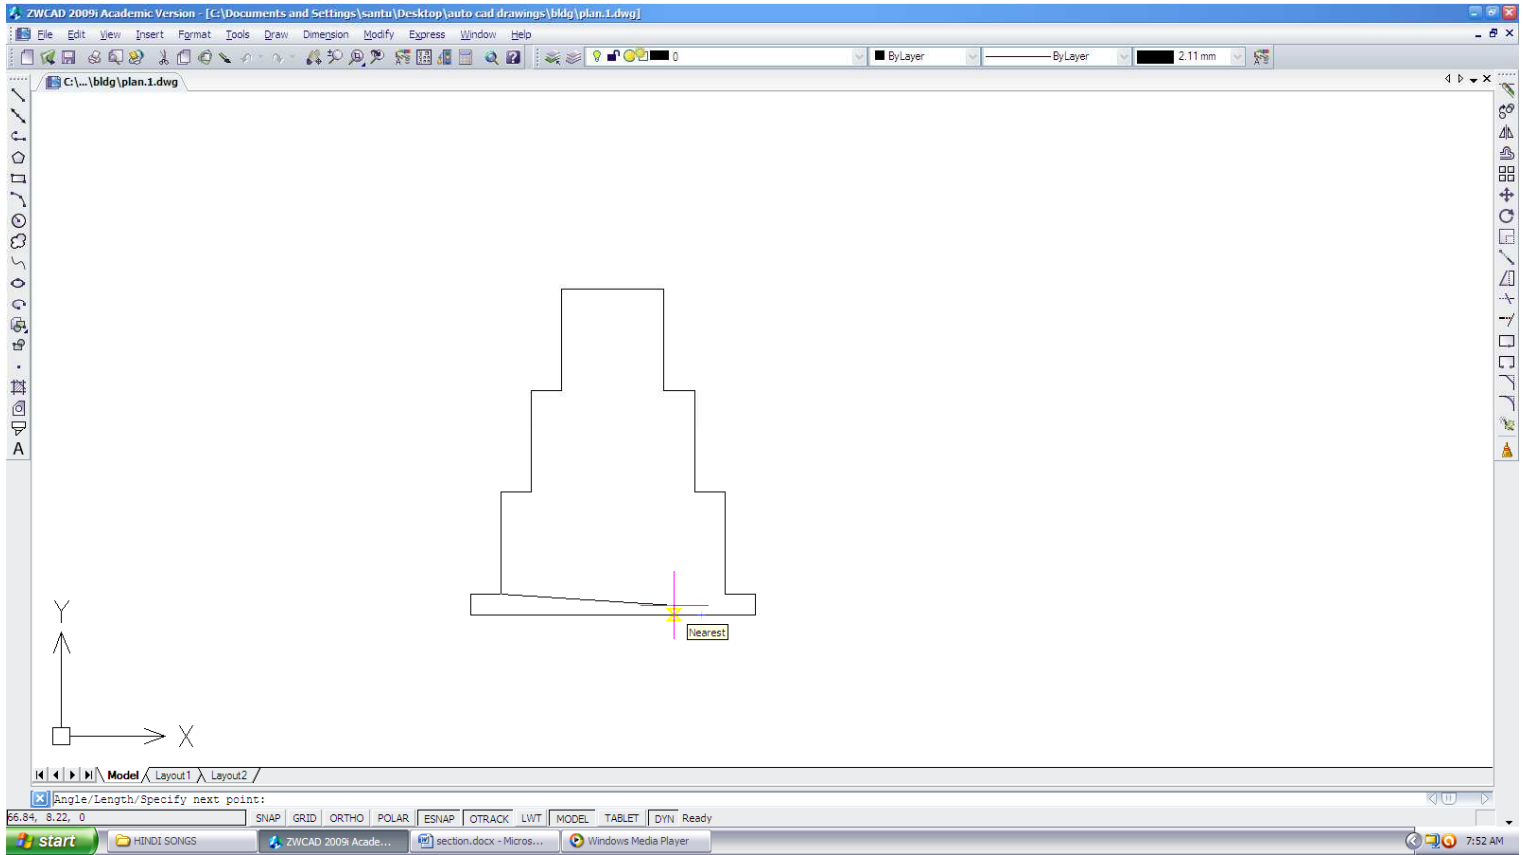 ZWCAD 2009i Academic Version - [C:\Documents and Settings\santu\Desktop\auto cad drawings\bldg\plan.1.dwg]
File Edit View Insert Format Tools Draw Dimension Modify Express Window Help
0 ByLayer ByLayer 2.11 mm
C:\...\bldg\plan.1.dwg
A
Nearest
Y
X
Model Layout1 Layout2
Angle/Length/Specify next point:
66.84, 8.22, 0 SNAP GRID ORTHO POLAR ESNAP OTRACK LWT MODEL TABLET DYN Ready
start HINDI SONGS ZWCAD 2009i Acade... section.docx - Micros... Windows Media Player 7:52 AM